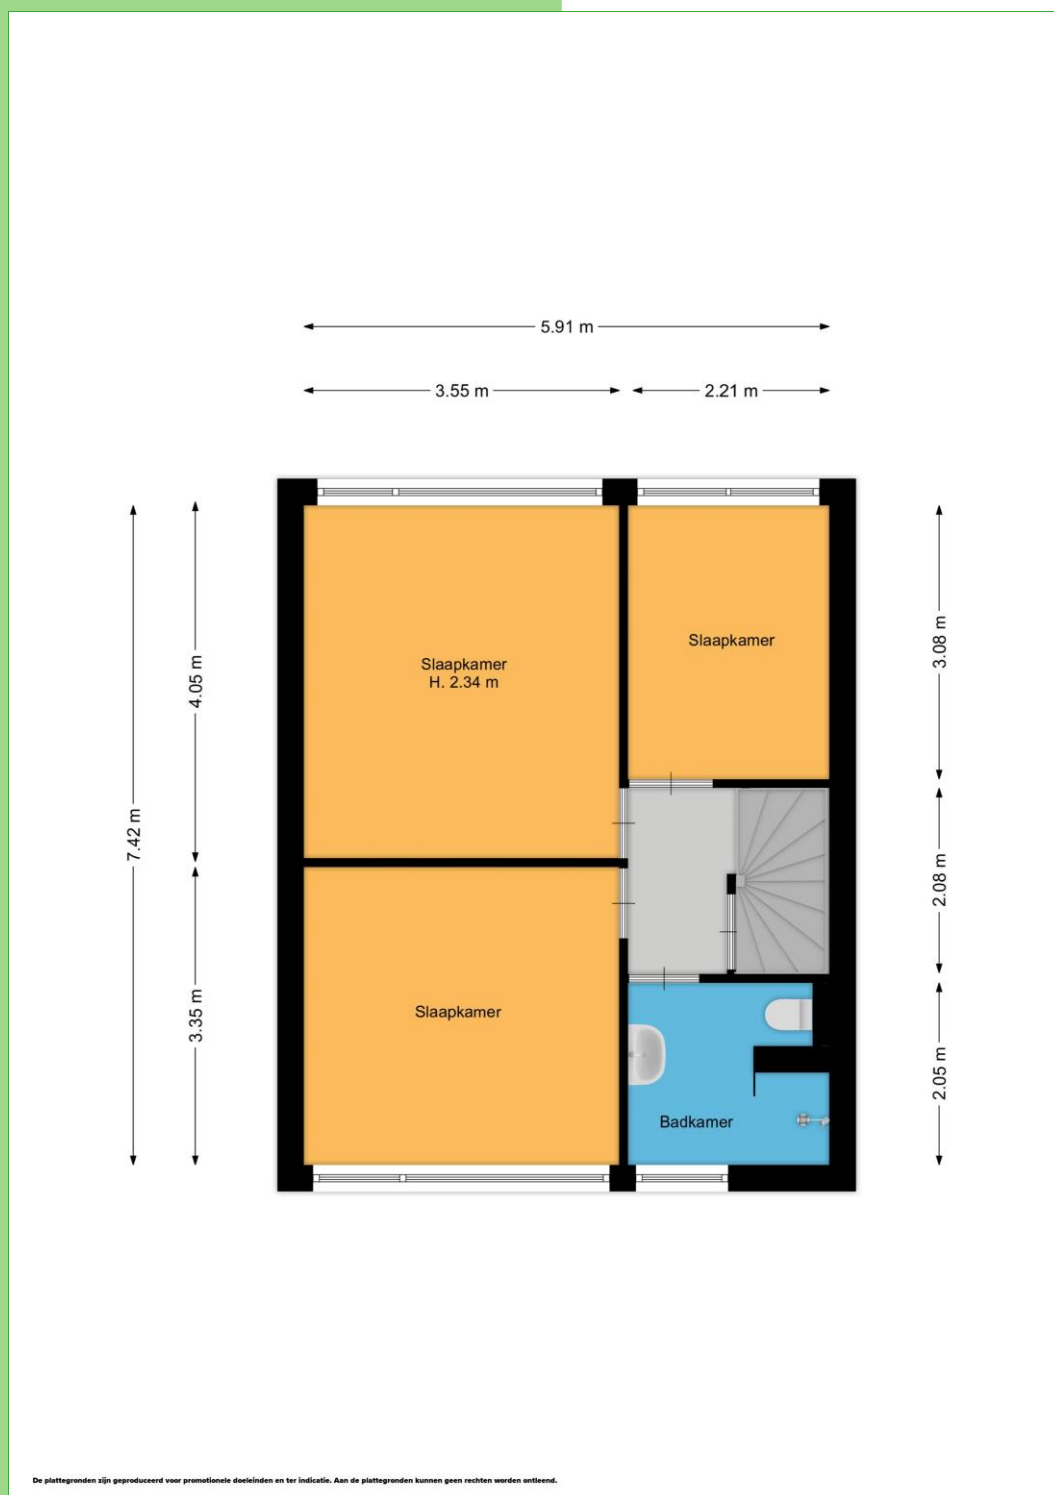 5.91 m
3.55 m
2.21 m
4.05 m
7.42 m
3.35 m
Slaapkamer
H. 2.34 m
Slaapkamer
3.08 m
2.08 m
2.05 m
Slaapkamer
Badkamer
De plattegronden zijn geproduceerd voor promotionele doeleinden en ter indicatie. Aan de plattegronden kunnen geen rechten worden ontleend.